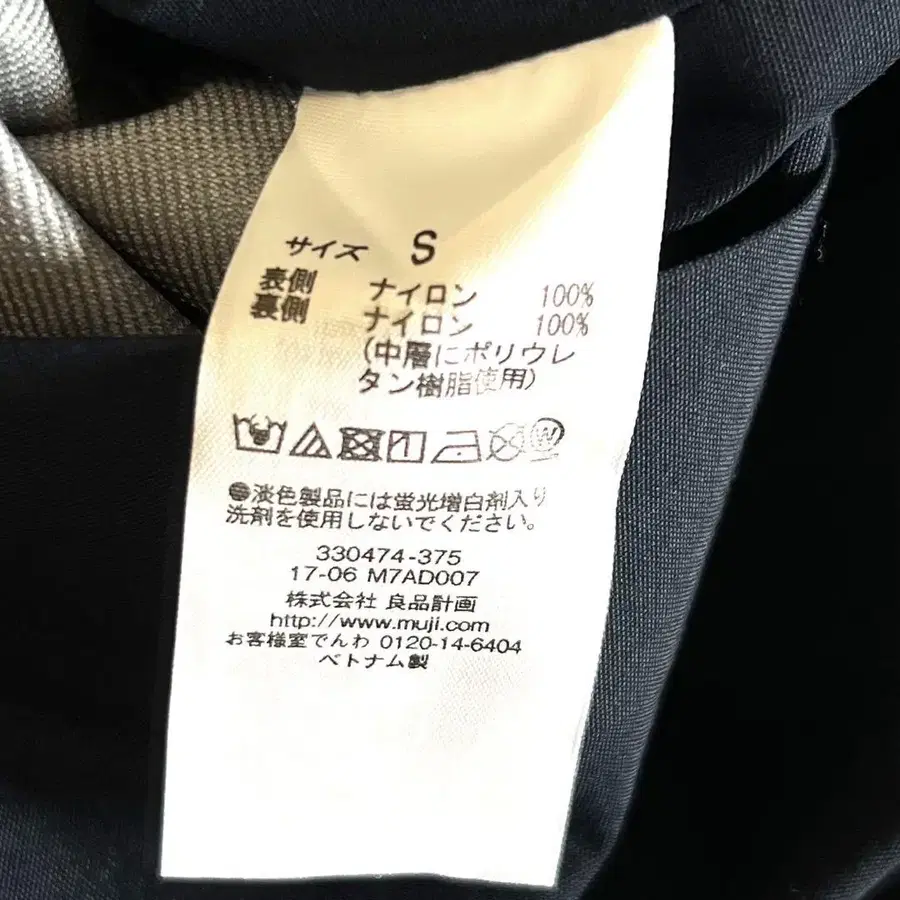 サイズ S
表側 ナイロン 100%
裏側 ナイロン 100%
(中層にポリウレ
タン樹脂使用)
W
●淡色製品には蛍光増白剤入り
洗剤を使用しないでください。
330474-375
17-06 M7AD007
株式会社 良品計画
http://www.muji.com
お客様室でんわ 0120-14-6404
ベトナム製